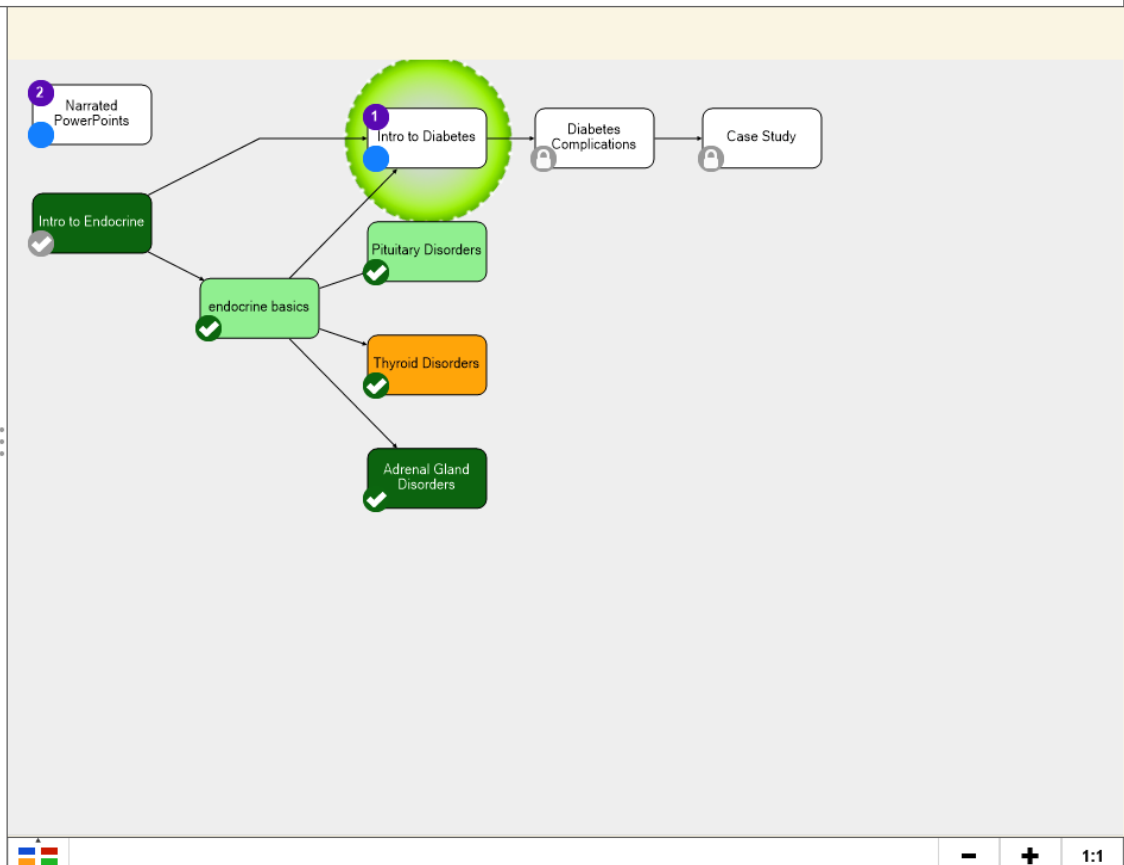 2
Narrated
PowerPoints
1
Intro to Diabetes
Diabetes
Complications
Case Study
Intro to Endocrine
Pituitary Disorders
endocrine basics
Thyroid Disorders
Adrenal Gland
Disorders
1:1